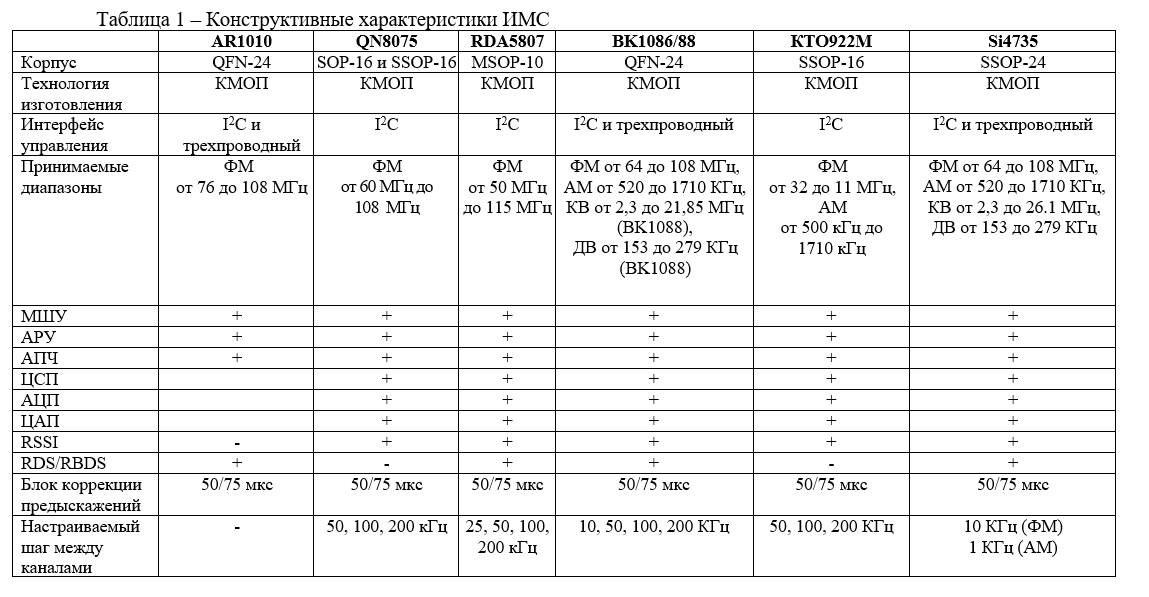 Таблица 1 – Конструктивные характеристики ИМС
AR1010 QN8075 RDA5807 BK1086/88 KTO922M Si4735
Корпус QFN-24 SOP-16 и SSOP-16 MSOP-10 QFN-24 SSOP-16 SSOP-24
Технология КМОП КМОП КМОП КМОП КМОП КМОП
изготовления
Интерфейс I²C и I²C I²C I²C и трехпроводный I²C I²C и трехпроводный
управления трехпроводный
Принимаемые ФМ ФМ ФМ ФМ от 64 до 108 МГц, ФМ ФМ от 64 до 108 МГц,
диапазоны от 76 до 108 МГц от 60 МГц до от 50 МГц АМ от 520 до 1710 КГц, от 32 до 11 МГц, АМ от 520 до 1710 КГц,
108 МГц до 115 МГц КВ от 2,3 до 21,85 МГц АМ КВ от 2,3 до 26.1 МГц,
(BK1088), от 500 кГц до ДВ от 153 до 279 КГц
ДВ от 153 до 279 КГц 1710 кГц
(BK1088)
МШУ + + + + + +
АРУ + + + + + +
АПЧ + + + + + +
ЦСП + + + + +
АЦП + + + + +
ЦАП + + + + +
RSSI - + + + + +
RDS/RBDS + - + + - +
Блок коррекции 50/75 мкс 50/75 мкс 50/75 мкс 50/75 мкс 50/75 мкс 50/75 мкс
предыскажений
Настраиваемый - 50, 100, 200 кГц 25, 50, 100, 10, 50, 100, 200 КГц 50, 100, 200 КГц 10 КГц (ФМ)
шаг между 200 кГц 1 КГц (АМ)
каналами